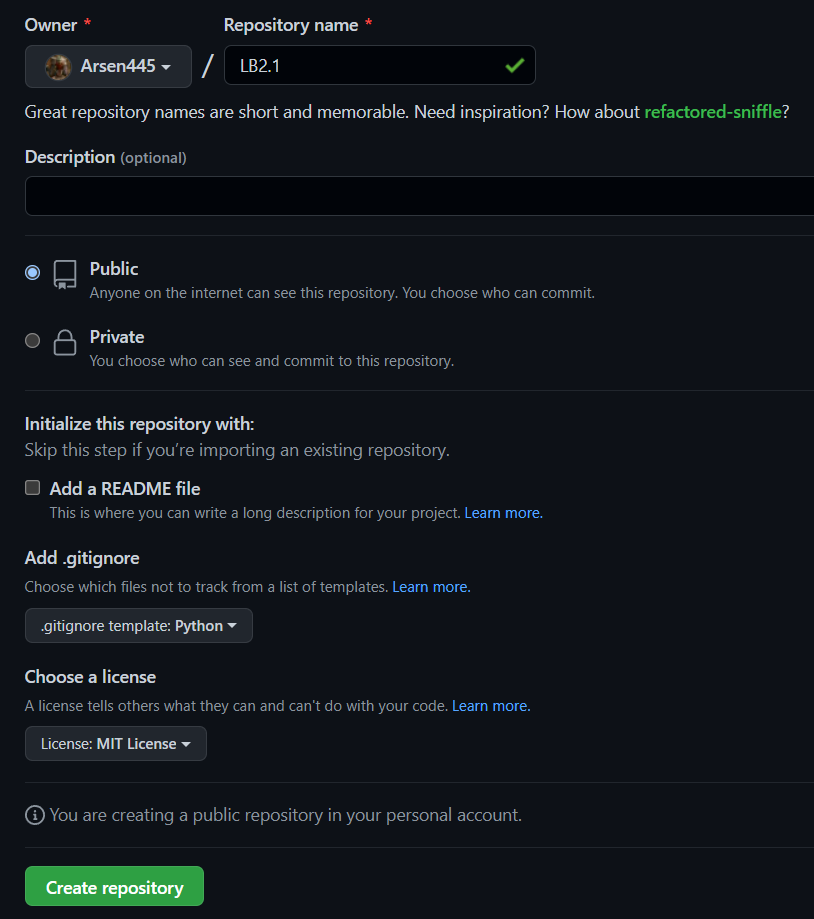 Owner *
Repository name *
Arsen445 / LB2.1
Great repository names are short and memorable. Need inspiration? How about refactored-sniffle?
Description (optional)
Public
Anyone on the internet can see this repository. You choose who can commit.
Private
You choose who can see and commit to this repository.
Initialize this repository with:
Skip this step if you’re importing an existing repository.
Add a README file
This is where you can write a long description for your project. Learn more.
Add .gitignore
Choose which files not to track from a list of templates. Learn more.
.gitignore template: Python
Choose a license
A license tells others what they can and can't do with your code. Learn more.
License: MIT License
You are creating a public repository in your personal account.
Create repository